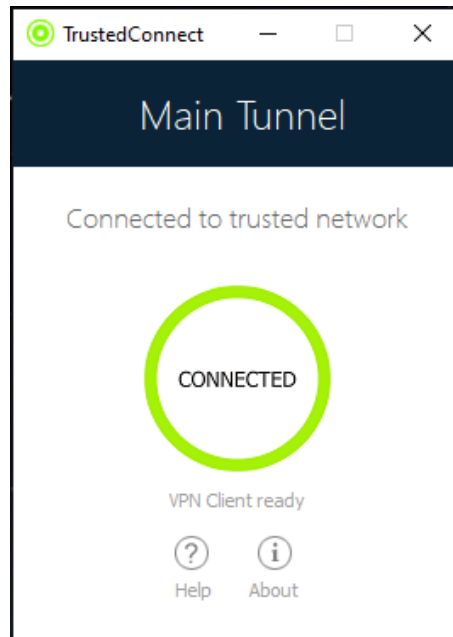 TrustedConnect
Main Tunnel
Connected to trusted network
CONNECTED
VPN Client ready
? i
Help About